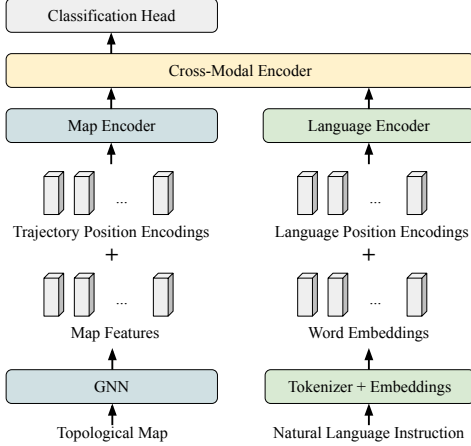 Classification Head
Cross-Modal Encoder
Map Encoder
Language Encoder
...
...
Trajectory Position Encodings
Language Position Encodings
+
+
...
...
Map Features
Word Embeddings
GNN
Tokenizer + Embeddings
Topological Map
Natural Language Instruction